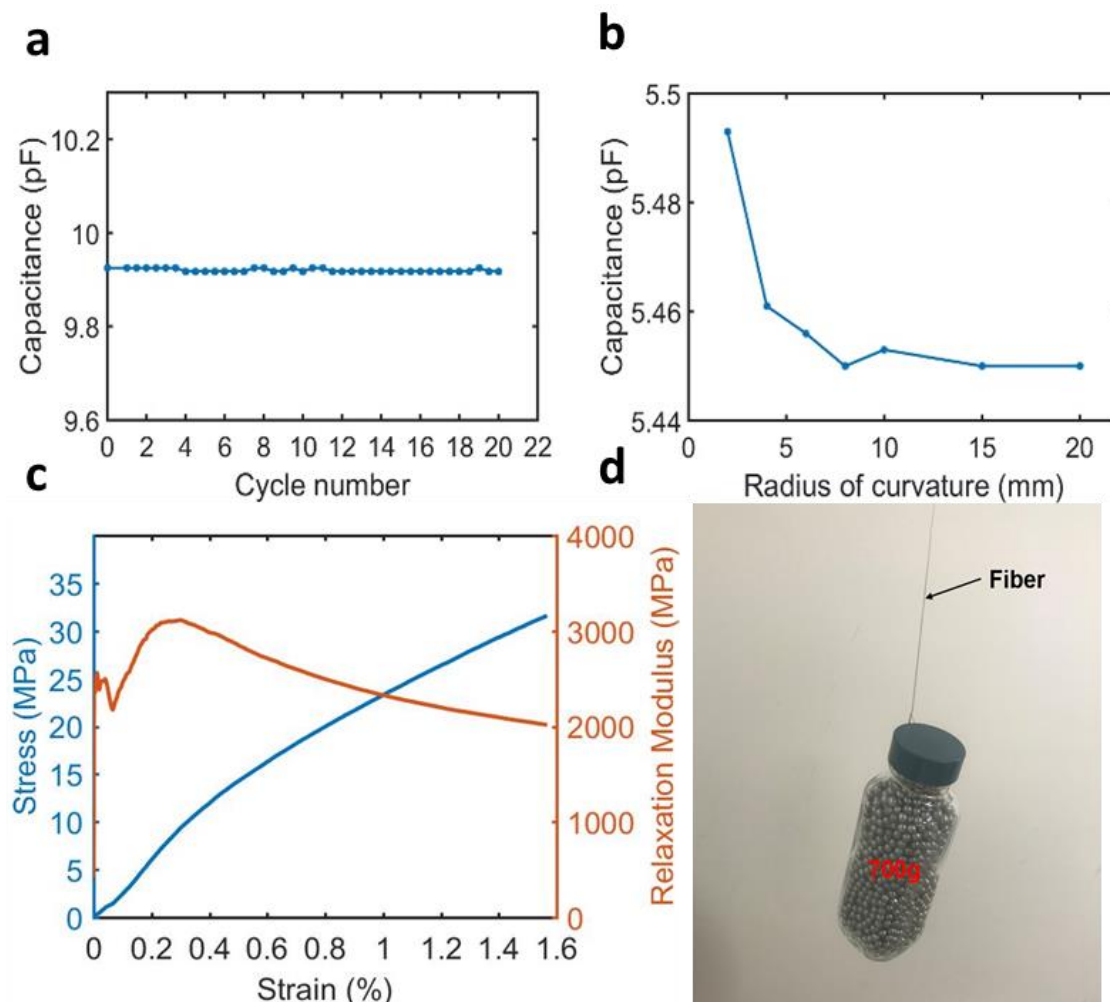 a
10.2
10
9.8
9.6
0 2 4 6 8 10 12 14 16 18 20 22
Capacitance (pF)
Cycle number
b
5.5
5.48
5.46
5.44
0 5 10 15 20
Capacitance (pF)
Radius of curvature (mm)
c
35
30
25
20
15
10
5
0
Stress (MPa)
4000
3000
2000
1000
0
Relaxation Modulus (MPa)
0 0.2 0.4 0.6 0.8 1 1.2 1.4 1.6
Strain (%)
d
Fiber
700g